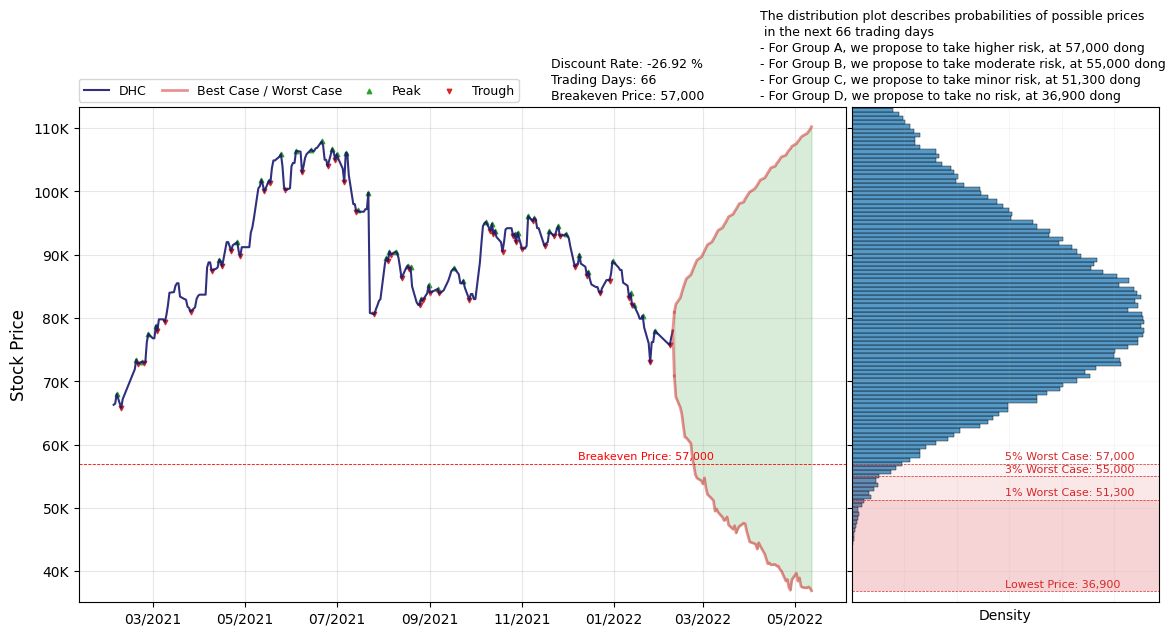 The distribution plot describes probabilities of possible prices
in the next 66 trading days
- For Group A, we propose to take higher risk, at 57,000 dong
- For Group B, we propose to take moderate risk, at 55,000 dong
- For Group C, we propose to take minor risk, at 51,300 dong
- For Group D, we propose to take no risk, at 36,900 dong
Discount Rate: -26.92 %
Trading Days: 66
Breakeven Price: 57,000
DHC
Best Case / Worst Case
Peak
Trough
Stock Price
110K
100K
90K
80K
70K
60K
50K
40K
Breakeven Price: 57,000
03/2021
05/2021
07/2021
09/2021
11/2021
01/2022
03/2022
05/2022
5% Worst Case: 57,000
3% Worst Case: 55,000
1% Worst Case: 51,300
Lowest Price: 36,900
Density